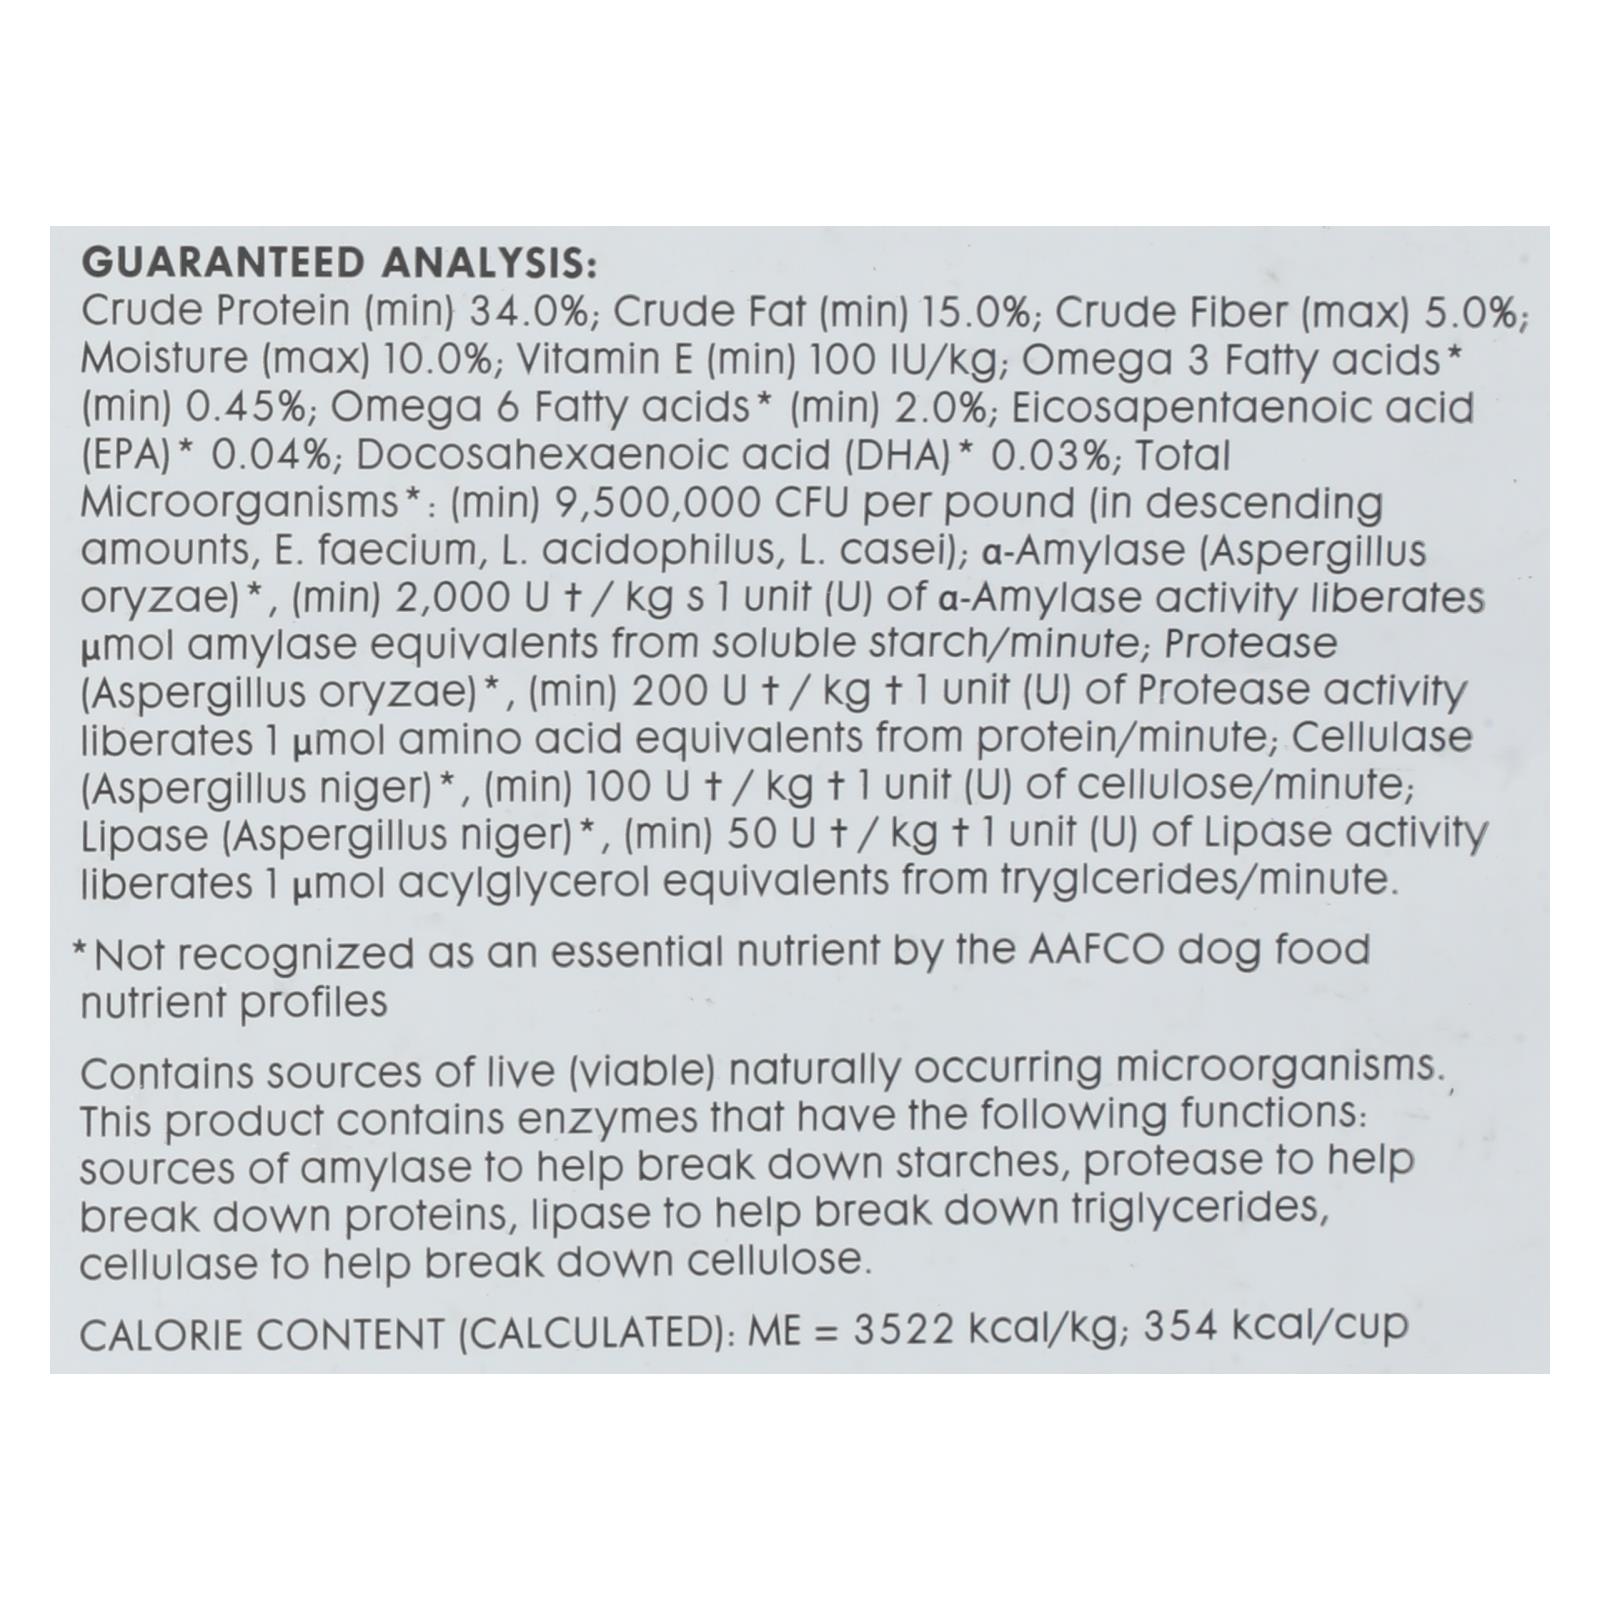 GUARANTEED ANALYSIS:
Crude Protein (min) 34.0%; Crude Fat (min) 15.0%; Crude Fiber (max) 5.0%;
Moisture (max) 10.0%; Vitamin E (min) 100 IU/kg; Omega 3 Fatty acids*
(min) 0.45%; Omega 6 Fatty acids* (min) 2.0%; Eicosapentaenoic acid
(EPA)* 0.04%; Docosahexaenoic acid (DHA)* 0.03%; Total
Microorganisms*: (min) 9,500,000 CFU per pound (in descending
amounts, E. faecium, L. acidophilus, L. casei); α-Amylase (Aspergillus
oryzae)*, (min) 2,000 U †/ kg s 1 unit (U) of α-Amylase activity liberates
µmol amylase equivalents from soluble starch/minute; Protease
(Aspergillus oryzae)*, (min) 200 U †/ kg † 1 unit (U) of Protease activity
liberates 1 µmol amino acid equivalents from protein/minute; Cellulase
(Aspergillus niger)*, (min) 100 U †/ kg † 1 unit (U) of cellulose/minute;
Lipase (Aspergillus niger)*, (min) 50 U †/ kg † 1 unit (U) of Lipase activity
liberates 1 µmol acylglycerol equivalents from tryglcerides/minute.
*Not recognized as an essential nutrient by the AAFCO dog food
nutrient profiles
Contains sources of live (viable) naturally occurring microorganisms.
This product contains enzymes that have the following functions:
sources of amylase to help break down starches, protease to help
break down proteins, lipase to help break down triglycerides,
cellulase to help break down cellulose.
CALORIE CONTENT (CALCULATED): ME = 3522 kcal/kg; 354 kcal/cup